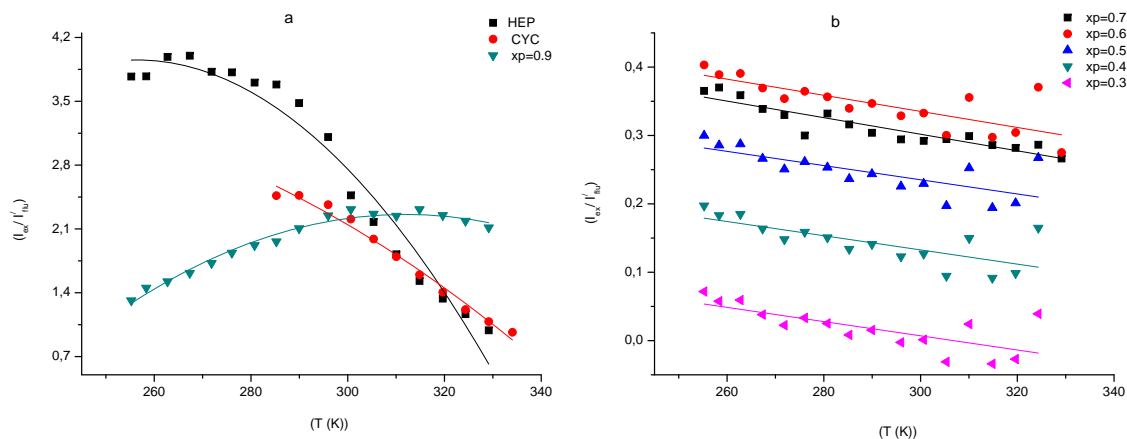 a
HEP
CYC
xp=0.9
4,2
3,5
2,8
2,1
1,4
0,7
(I_ex / I'_flu)
260
280
300
320
340
(T (K))
b
xp=0.7
xp=0.6
xp=0.5
xp=0.4
xp=0.3
0,4
0,3
0,2
0,1
0,0
(I_ex / I'_flu)
260
280
300
320
340
(T (K))